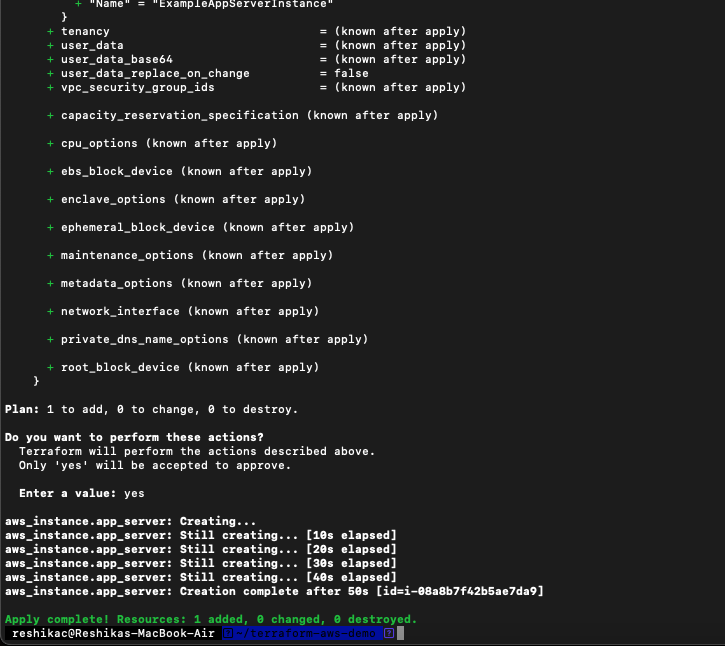 + "Name" = "ExampleAppServerInstance"
}
+ tenancy = (known after apply)
+ user_data = (known after apply)
+ user_data_base64 = (known after apply)
+ user_data_replace_on_change = false
+ vpc_security_group_ids = (known after apply)
+ capacity_reservation_specification (known after apply)
+ cpu_options (known after apply)
+ ebs_block_device (known after apply)
+ enclave_options (known after apply)
+ ephemeral_block_device (known after apply)
+ maintenance_options (known after apply)
+ metadata_options (known after apply)
+ network_interface (known after apply)
+ private_dns_name_options (known after apply)
+ root_block_device (known after apply)
}
Plan: 1 to add, 0 to change, 0 to destroy.
Do you want to perform these actions?
Terraform will perform the actions described above.
Only 'yes' will be accepted to approve.
Enter a value: yes
aws_instance.app_server: Creating...
aws_instance.app_server: Still creating... [10s elapsed]
aws_instance.app_server: Still creating... [20s elapsed]
aws_instance.app_server: Still creating... [30s elapsed]
aws_instance.app_server: Still creating... [40s elapsed]
aws_instance.app_server: Creation complete after 50s [id=i-08a8b7f42b5ae7da9]
Apply complete! Resources: 1 added, 0 changed, 0 destroyed.
reshikac@Reshikas-MacBook-Air ? ~/terraform-aws-demo ?